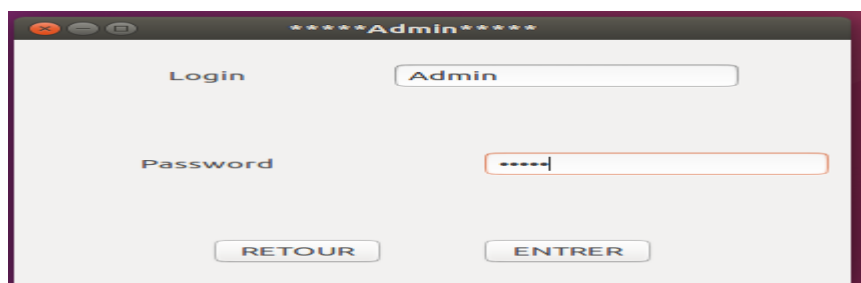 *****Admin*****
Login Admin
Password •••••
RETOUR ENTRER